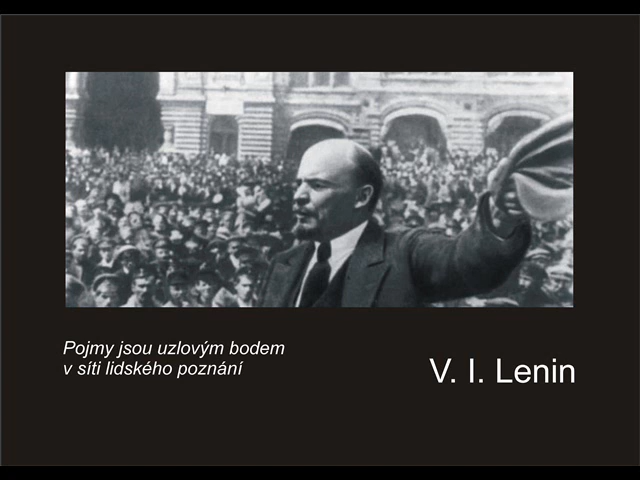 Pojmy jsou uzlovým bodem
v síti lidského poznání
V. I. Lenin